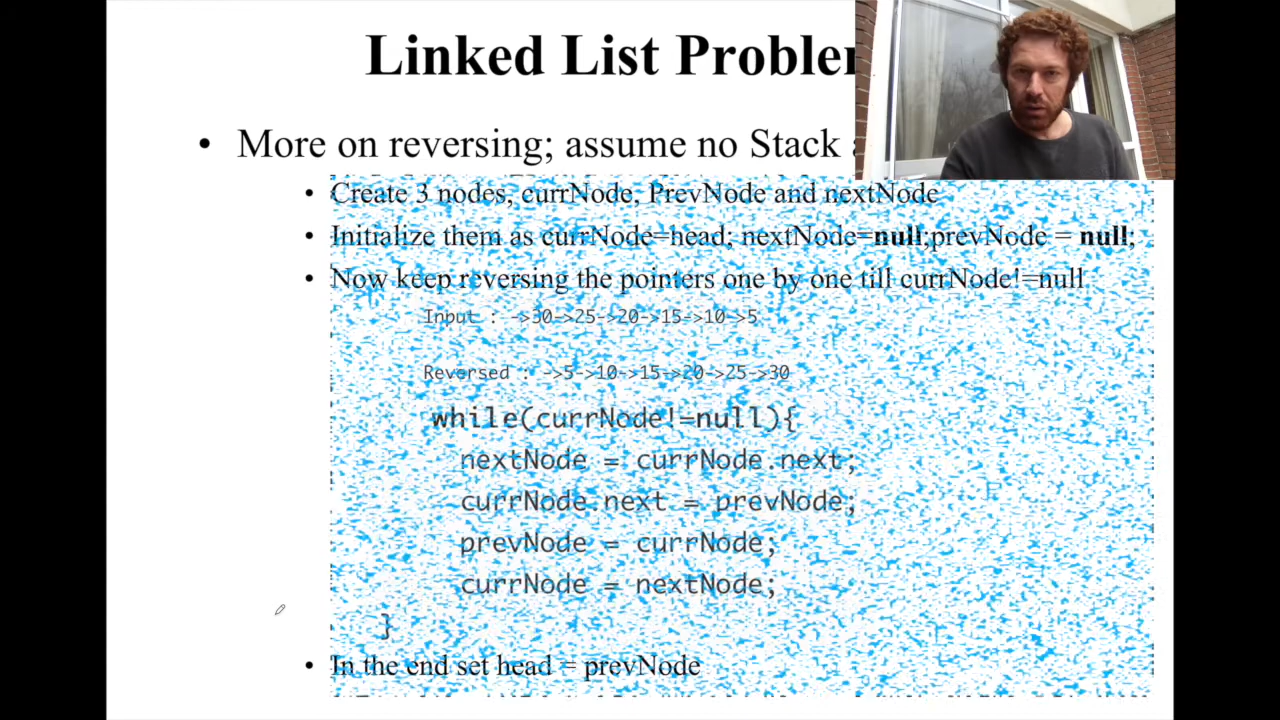 Linked List Proble
• More on reversing; assume no Stack
• Create 3 nodes, currNode, PrevNode and nextNode
• Initialize them as currNode=head; nextNode=null;prevNode = null;
• Now keep reversing the pointers one by one till currNode!=null
Input : ->30->25->20->15->10->5
Reversed : ->5->10->15->20->25->30
while(currNode!=null){
nextNode = currNode.next;
currNode.next = prevNode;
prevNode = currNode;
currNode = nextNode;
}
• In the end set head = prevNode